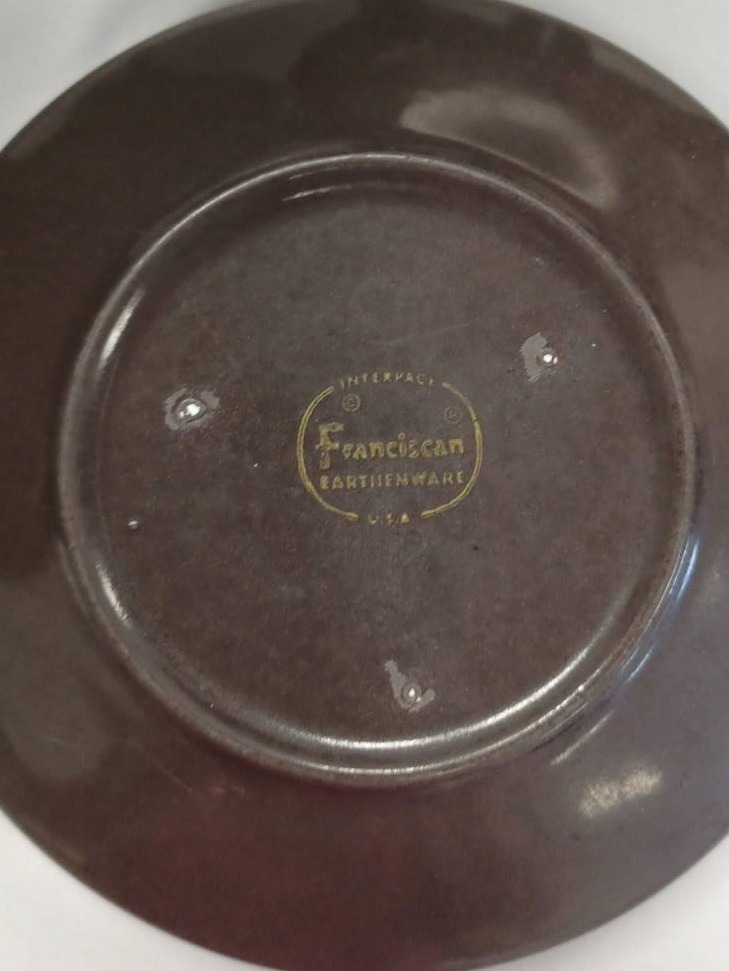 INTERPACE
© ®
Franciscan
EARTHENWARE
U.S.A